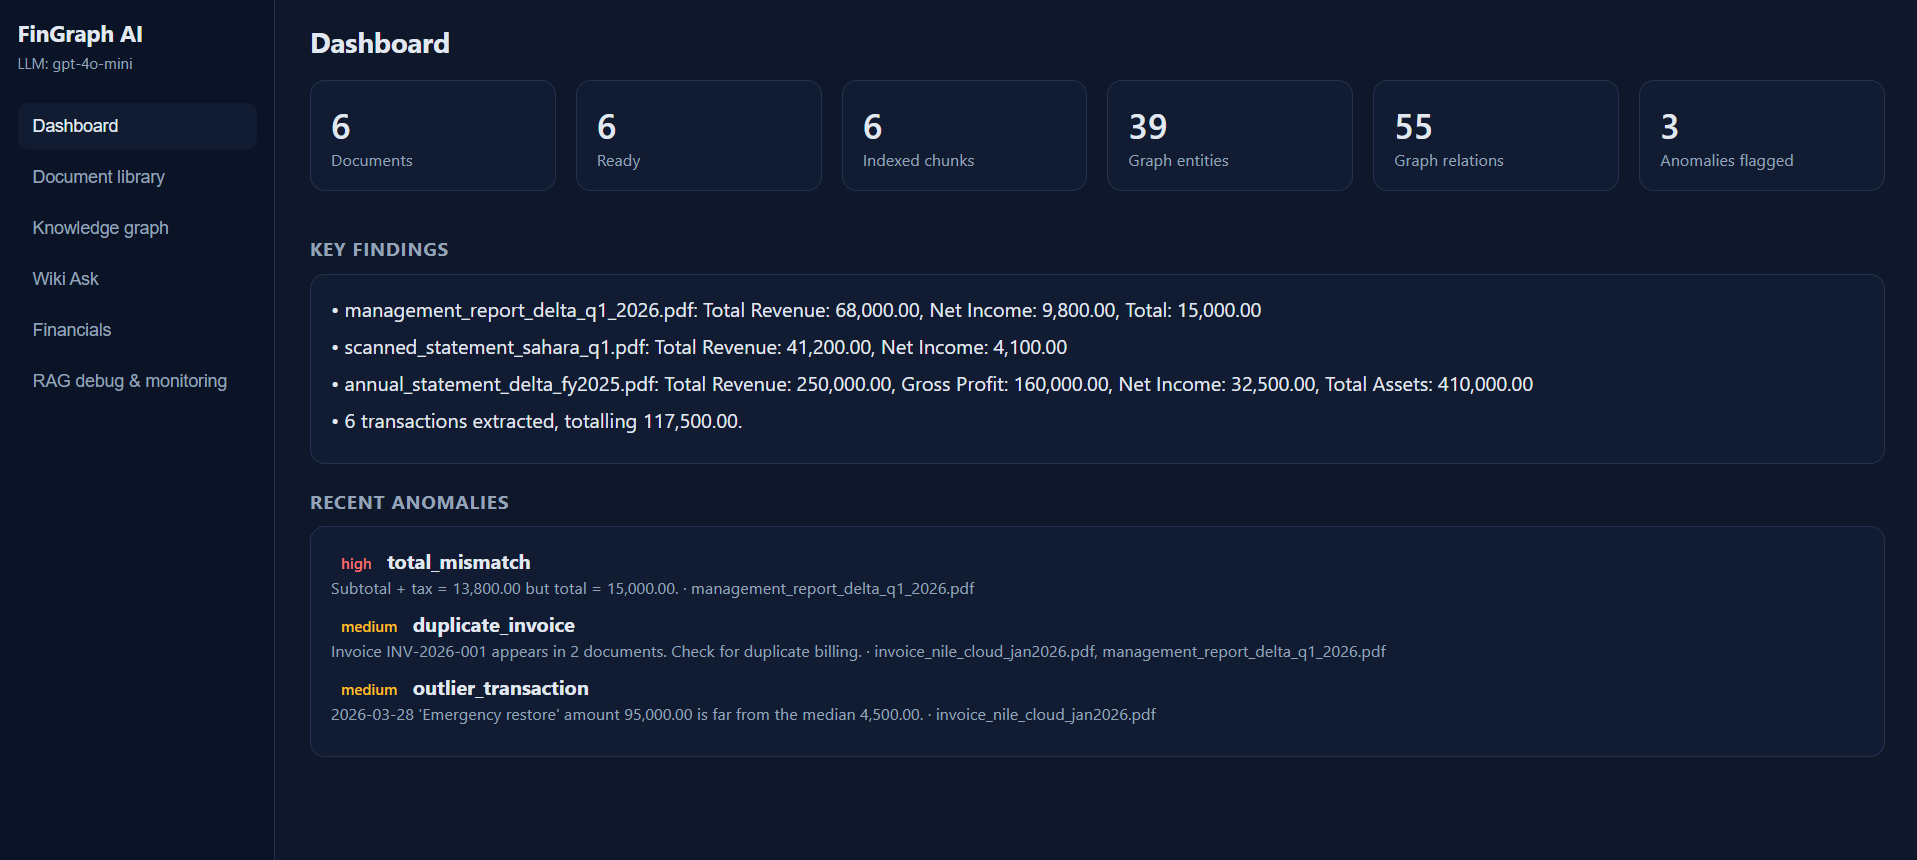 FinGraph AI
LLM: gpt-4o-mini
Dashboard
Document library
Knowledge graph
Wiki Ask
Financials
RAG debug & monitoring
Dashboard
6
Documents
6
Ready
6
Indexed chunks
39
Graph entities
55
Graph relations
3
Anomalies flagged
KEY FINDINGS
• management_report_delta_q1_2026.pdf: Total Revenue: 68,000.00, Net Income: 9,800.00, Total: 15,000.00
• scanned_statement_sahara_q1.pdf: Total Revenue: 41,200.00, Net Income: 4,100.00
• annual_statement_delta_fy2025.pdf: Total Revenue: 250,000.00, Gross Profit: 160,000.00, Net Income: 32,500.00, Total Assets: 410,000.00
• 6 transactions extracted, totalling 117,500.00.
RECENT ANOMALIES
high total_mismatch
Subtotal + tax = 13,800.00 but total = 15,000.00. · management_report_delta_q1_2026.pdf
medium duplicate_invoice
Invoice INV-2026-001 appears in 2 documents. Check for duplicate billing. · invoice_nile_cloud_jan2026.pdf, management_report_delta_q1_2026.pdf
medium outlier_transaction
2026-03-28 'Emergency restore' amount 95,000.00 is far from the median 4,500.00. · invoice_nile_cloud_jan2026.pdf